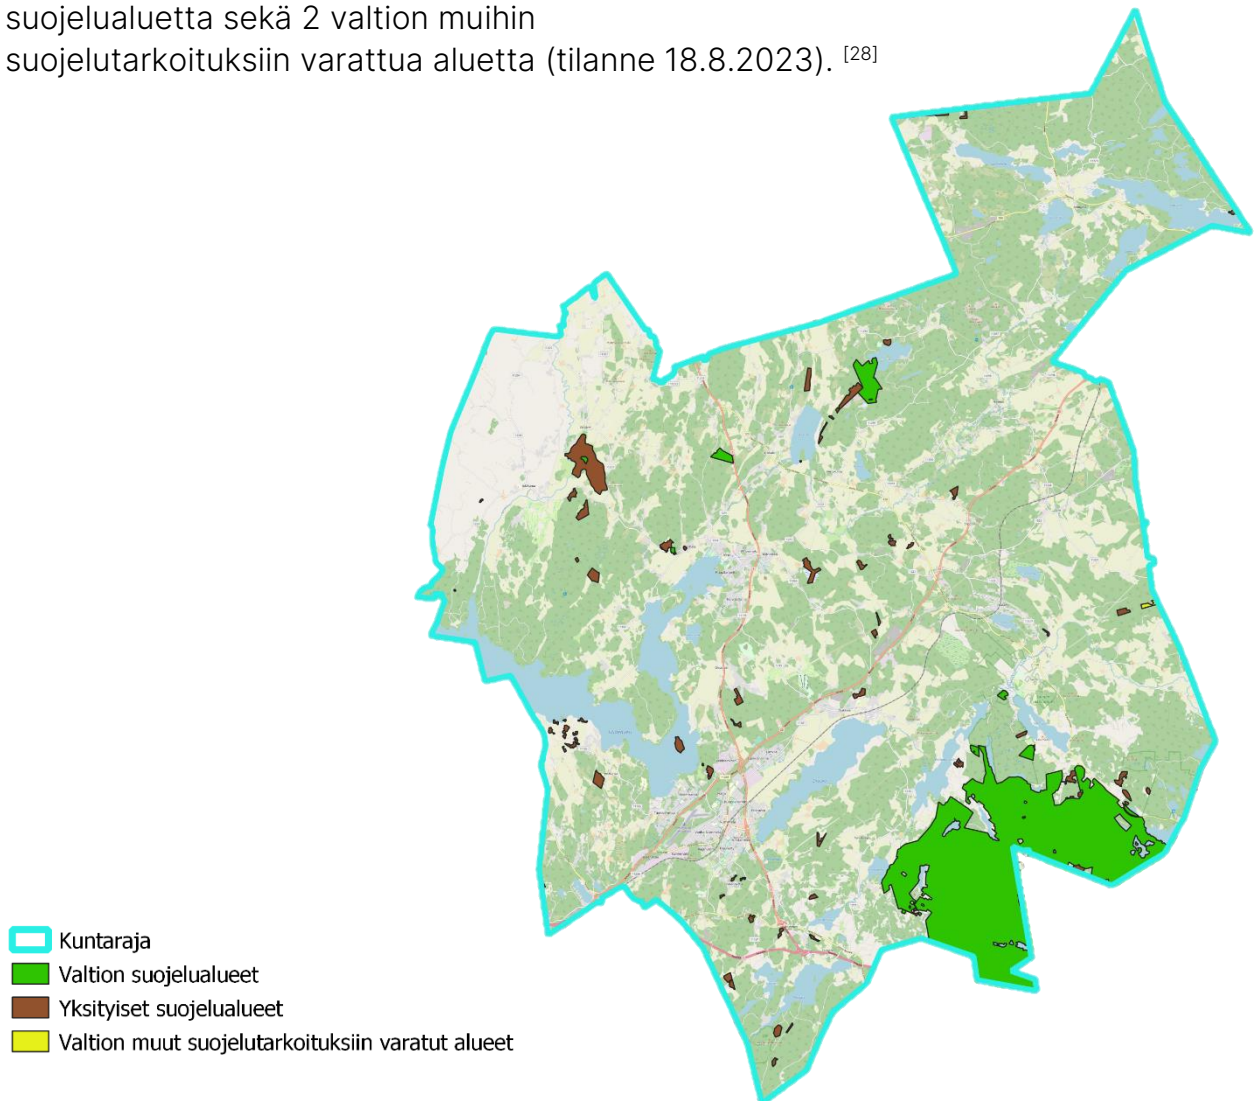 suojelualuetta sekä 2 valtion muihin
suojelutarkoituksiin varattua aluetta (tilanne 18.8.2023). [28]
Kuntaraja
Valtion suojelualueet
Yksityiset suojelualueet
Valtion muut suojelutarkoituksiin varatut alueet